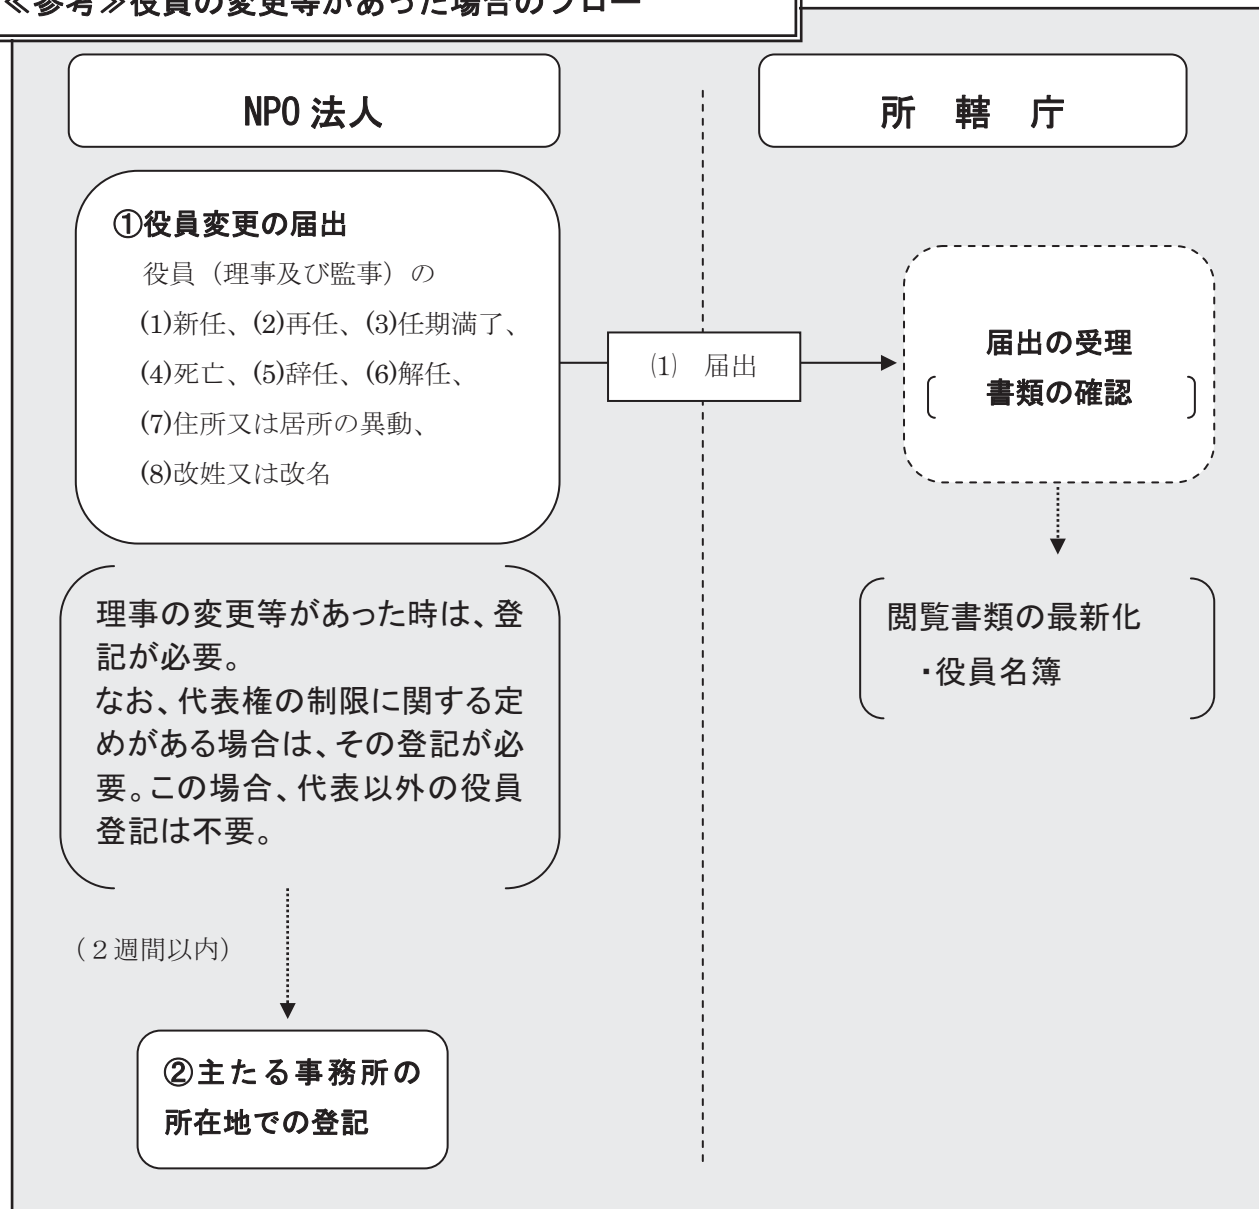 ≪参考≫役員の変更等があった場合のフロー
NPO 法人
所 轄 庁
①役員変更の届出
役員（理事及び監事）の
(1)新任、(2)再任、(3)任期満了、
(4)死亡、(5)辞任、(6)解任、
(7)住所又は居所の異動、
(8)改姓又は改名
⑴ 届出
届出の受理
書類の確認
理事の変更等があった時は、登
記が必要。
なお、代表権の制限に関する定
めがある場合は、その登記が必
要。この場合、代表以外の役員
登記は不要。
閲覧書類の最新化
・役員名簿
（２週間以内）
②主たる事務所の
所在地での登記